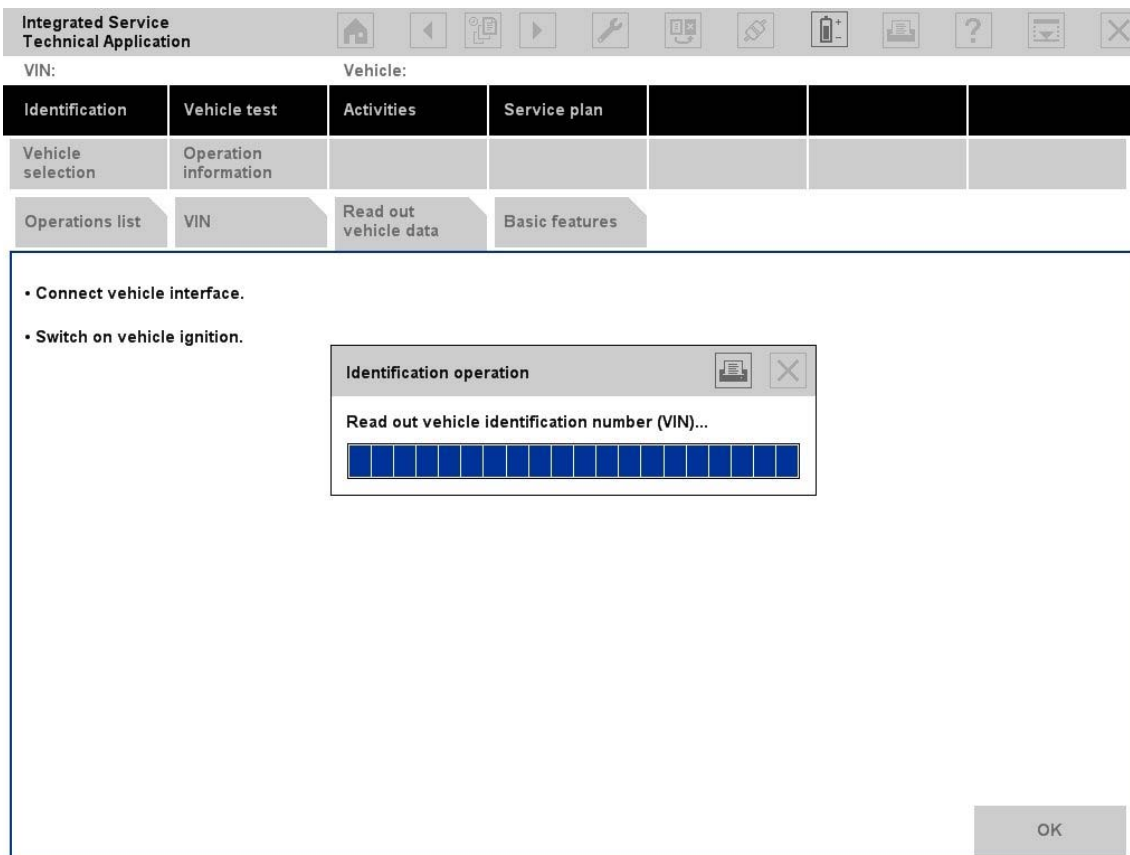 Integrated Service
Technical Application
VIN:
Vehicle:
Identification
Vehicle test
Activities
Service plan
Vehicle
selection
Operation
information
Operations list
VIN
Read out
vehicle data
Basic features
• Connect vehicle interface.
• Switch on vehicle ignition.
Identification operation
Read out vehicle identification number (VIN)...
OK